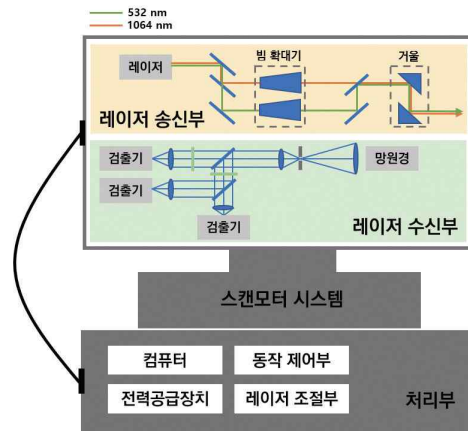 532 nm
1064 nm
레이저
빔 확대기
거울
레이저 송신부
검출기
망원경
검출기
검출기
레이저 수신부
스캔모터 시스템
컴퓨터
동작 제어부
전력공급장치
레이저 조절부
처리부